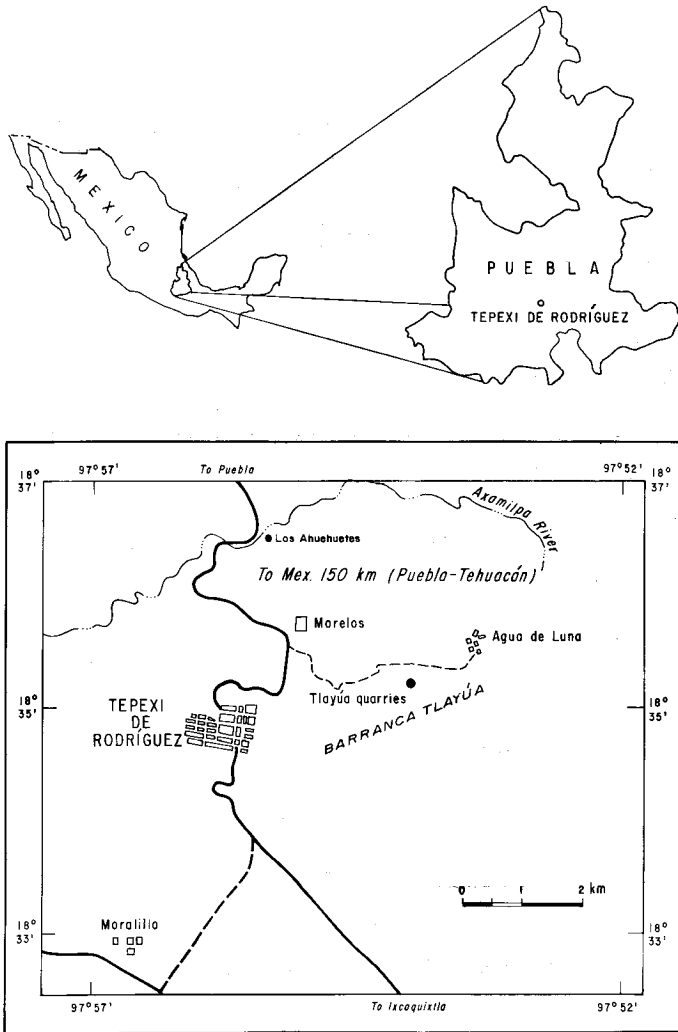 MEXICO
PUEBLA
TEPEXI DE RODRÍGUEZ
97°57' To Puebla 97°52'
18° 37'
18° 37'
Axamilpa River
Los Ahuehuetes
To Mex. 150 km (Puebla-Tehuacán)
Morelos
Agua de Luna
Tlayúa quarries
18° 35'
18° 35'
TEPEXI
DE
RODRÍGUEZ
BARRANCA TLAYÚA
0 1 2 km
Moralillo
18° 33'
18° 33'
97°57' To Ixcaquixtla 97°52'